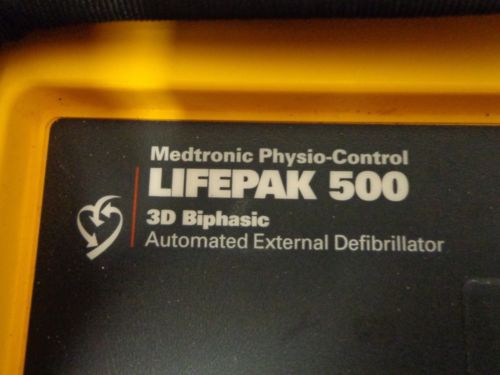 Medtronic Physio-Control
LIFEPAK 500
3D Biphasic
Automated External Defibrillator